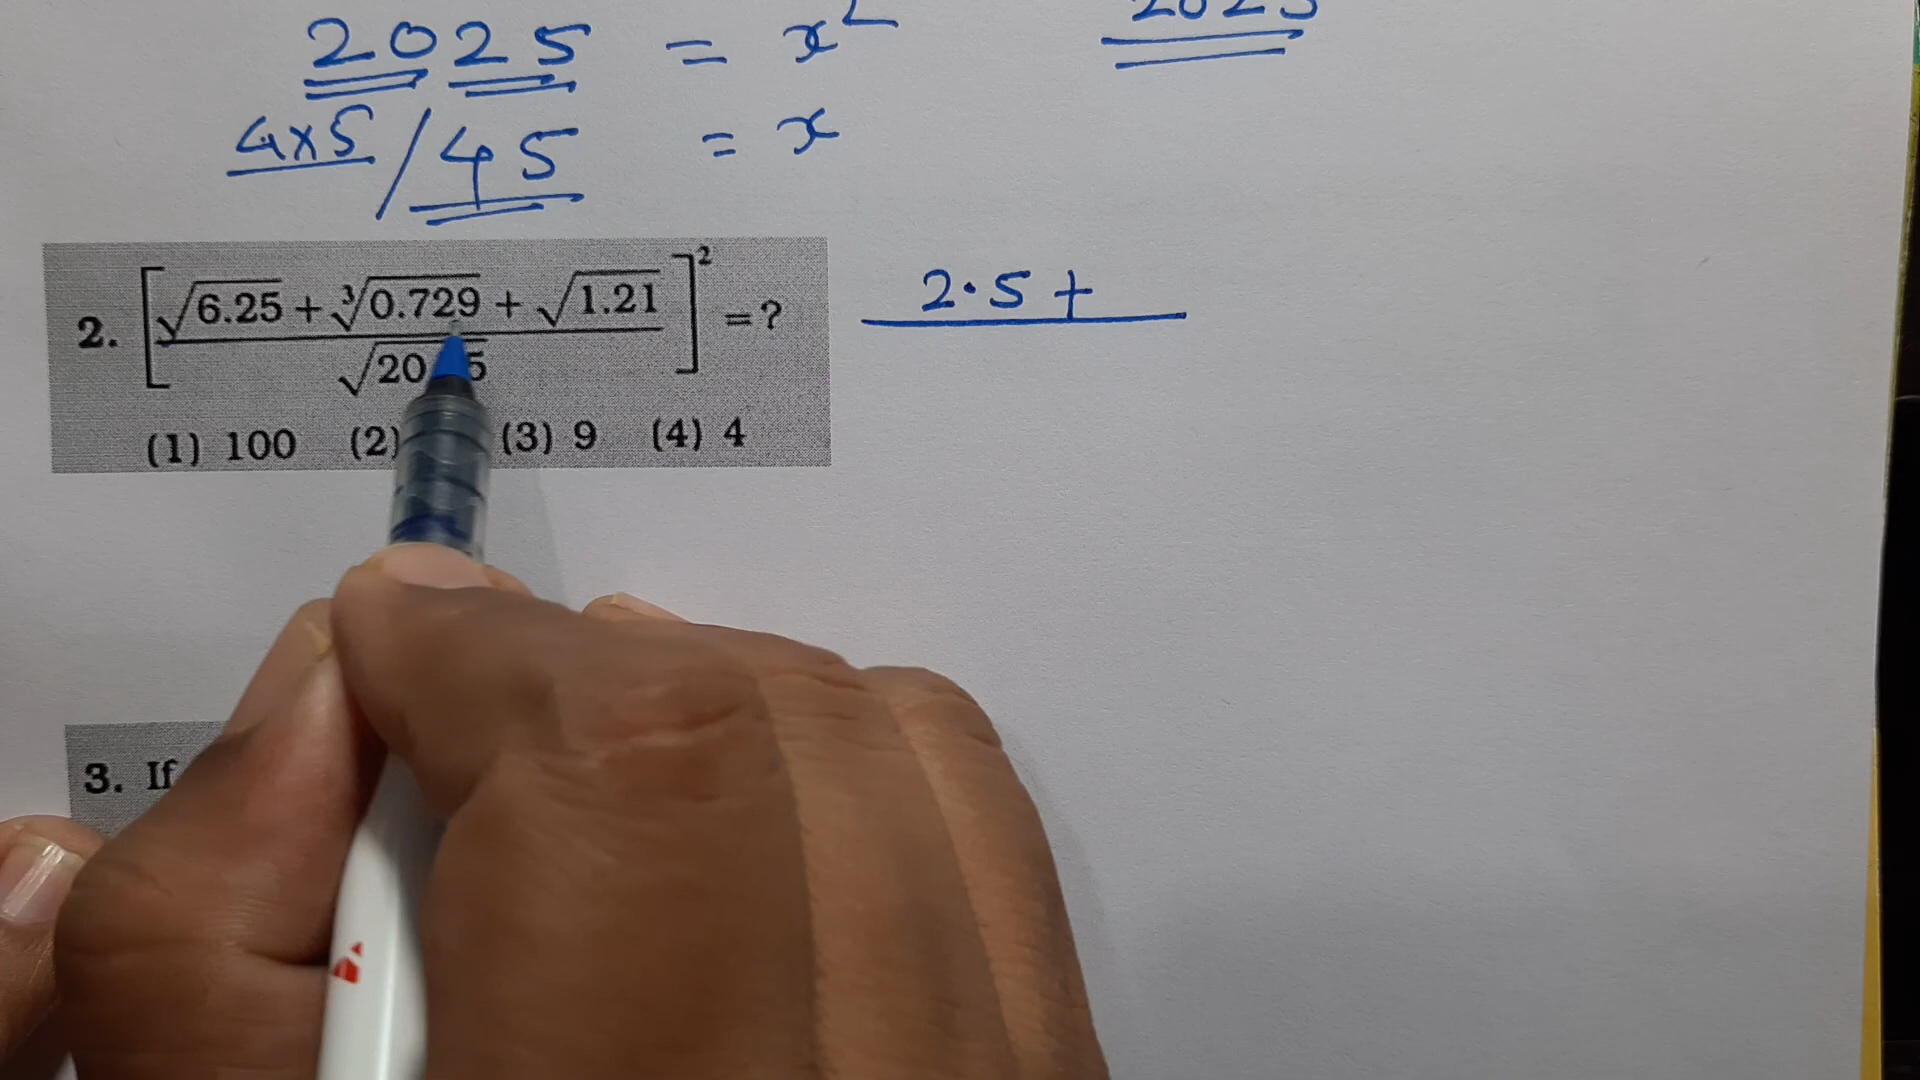 2025 = x² 2025
4x5 / 45 = x
2. [(√6.25 + ∛0.729 + √1.21) / √20 5]² = ?
2.5 +
(1) 100 (2) (3) 9 (4) 4
3. If